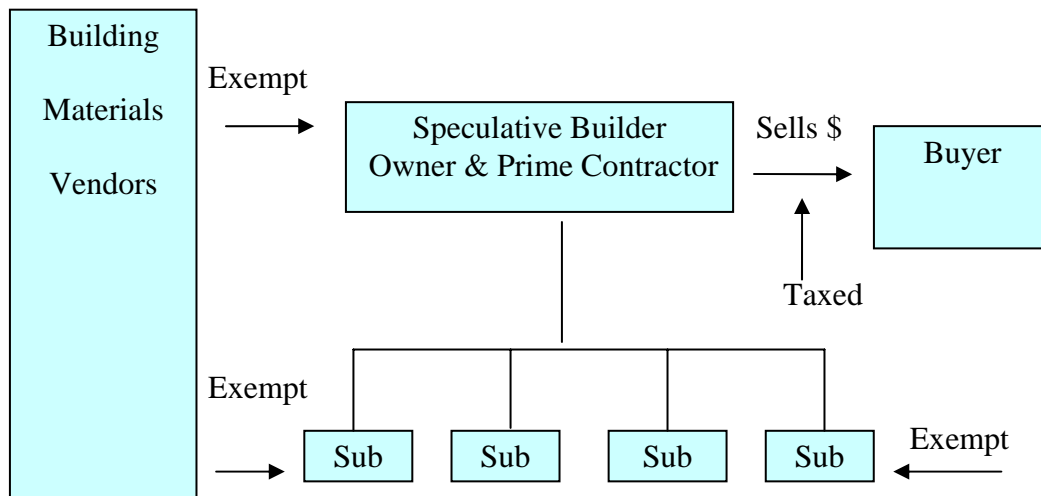 Building
Materials
Vendors
Exempt
Speculative Builder
Owner & Prime Contractor
Sells $
Buyer
Taxed
Exempt
Sub
Sub
Sub
Sub
Exempt